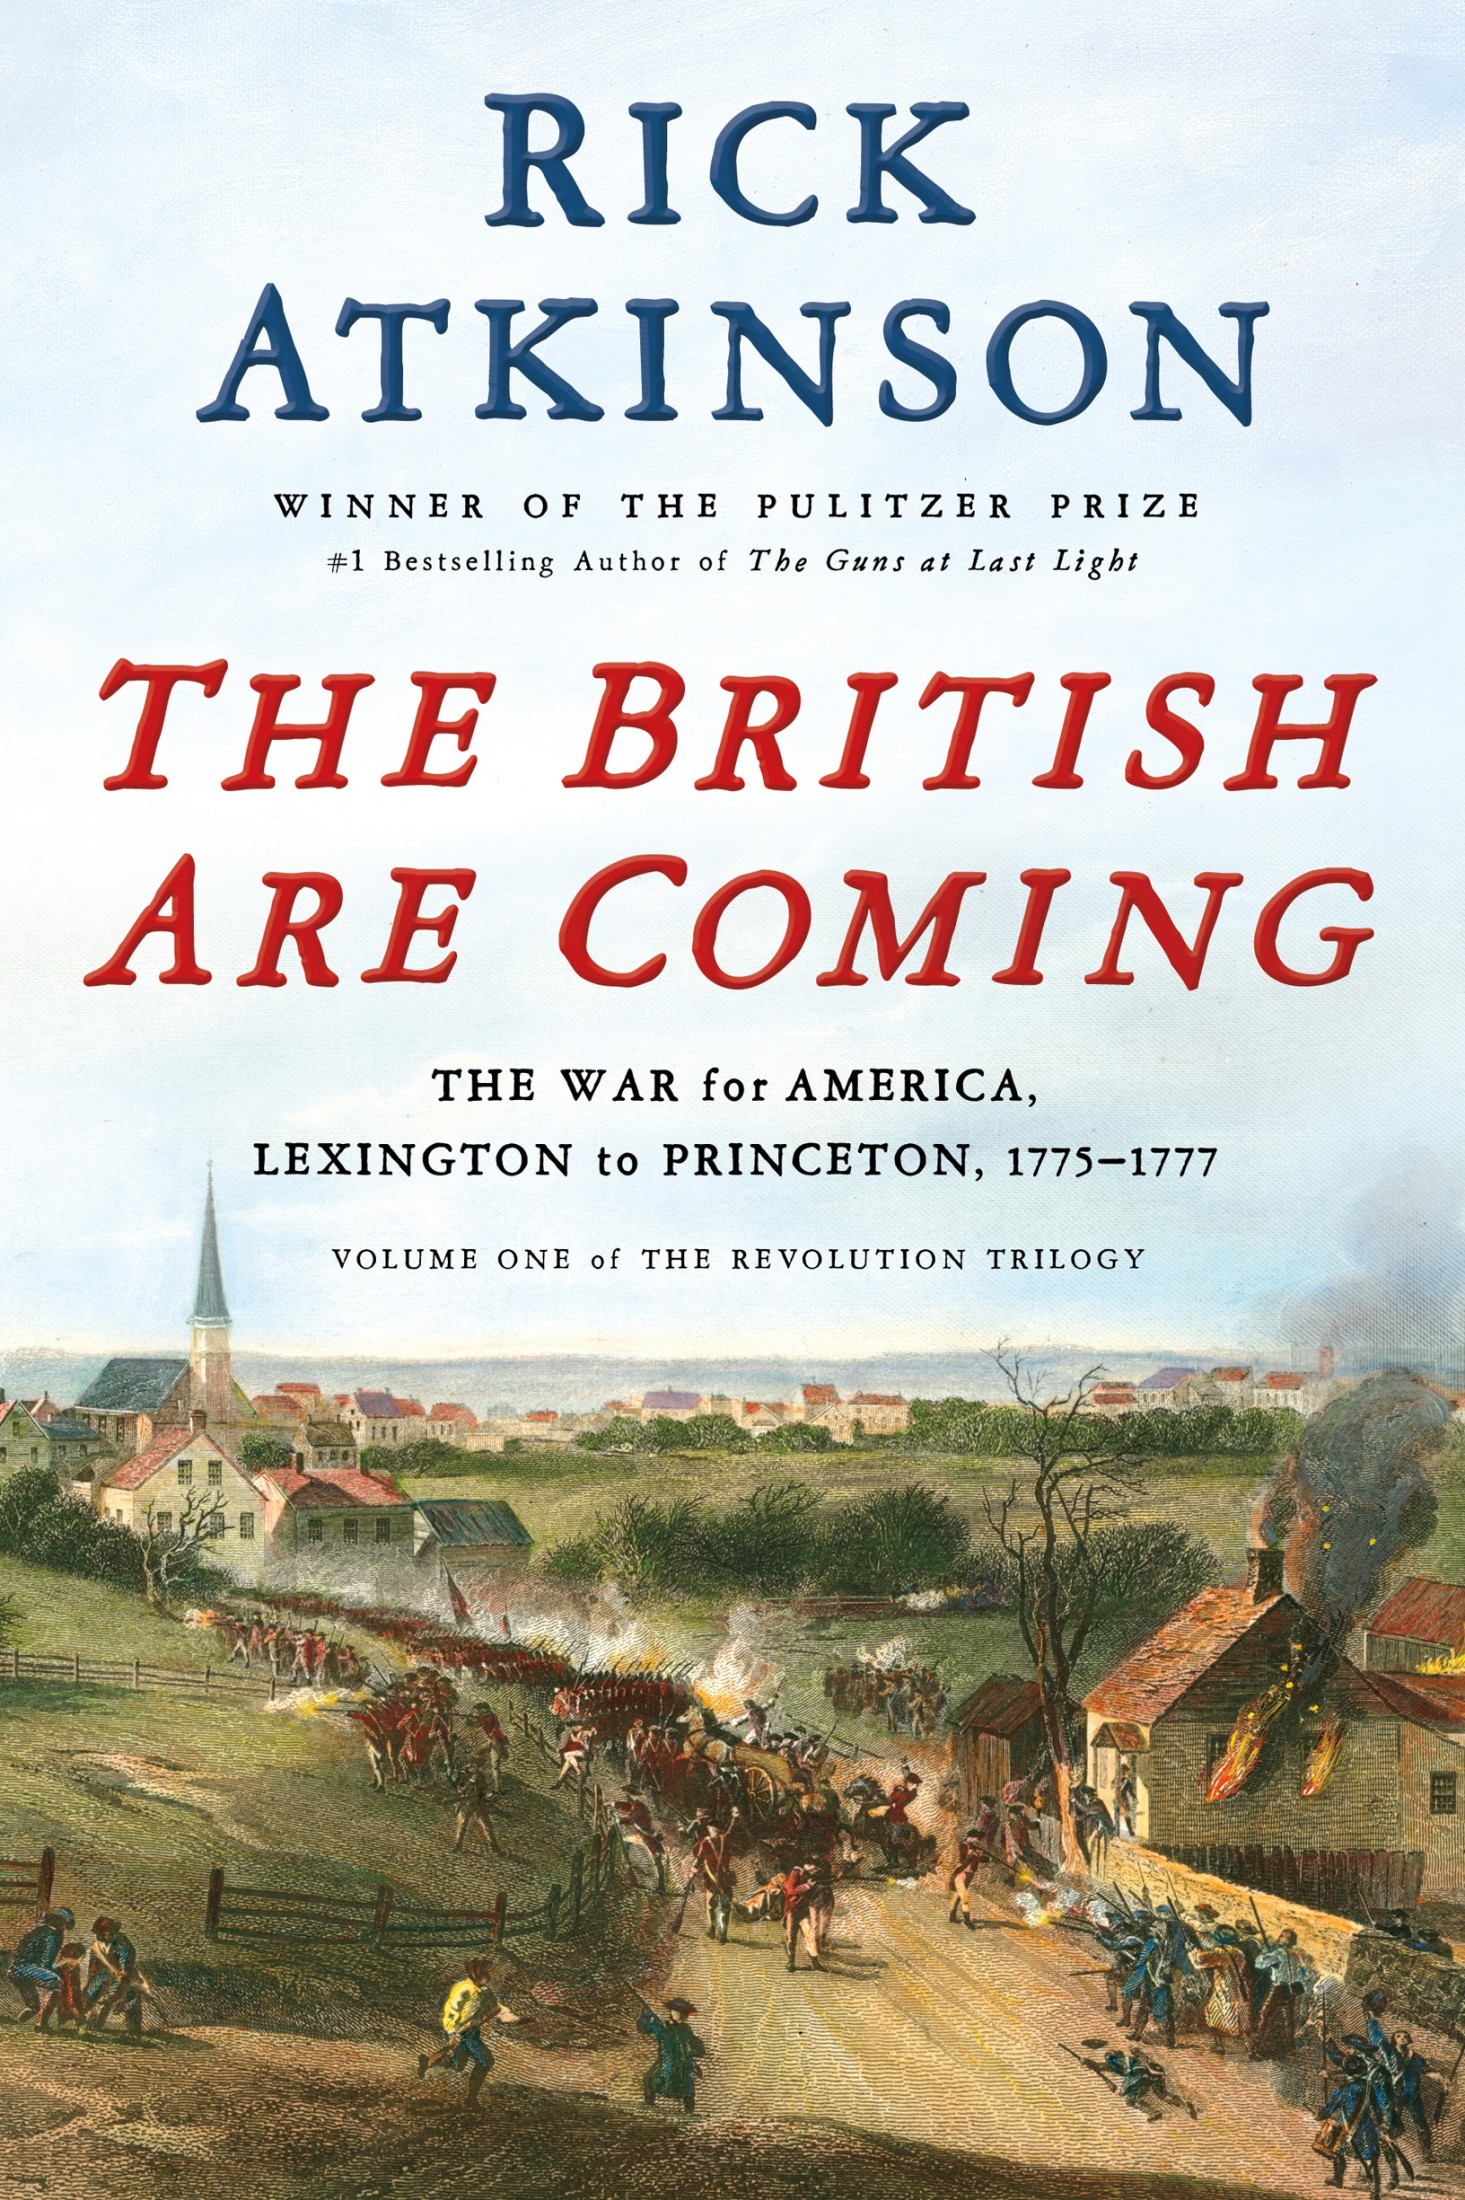 RICK
ATKINSON
WINNER OF THE PULITZER PRIZE
#1 Bestselling Author of The Guns at Last Light
THE BRITISH
ARE COMING
THE WAR for AMERICA,
LEXINGTON to PRINCETON, 1775–1777
VOLUME ONE of THE REVOLUTION TRILOGY